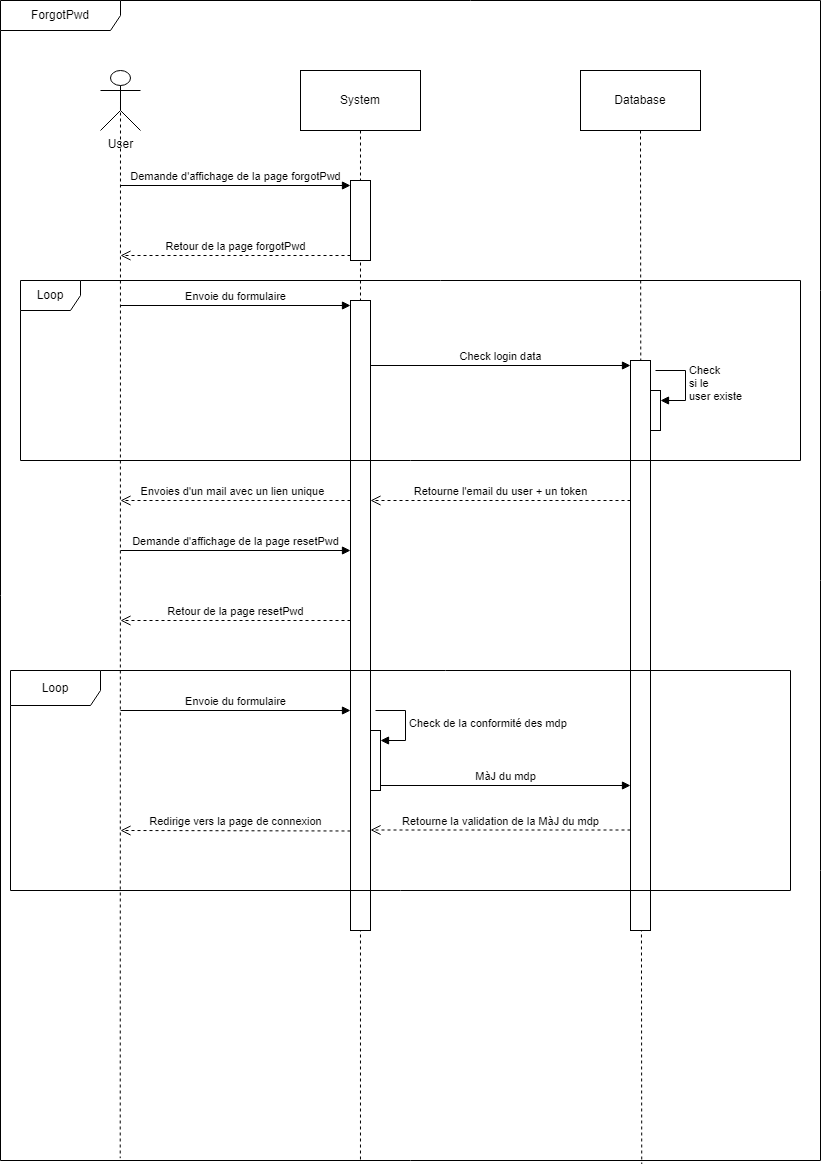 ForgotPwd
System
Database
User
Demande d'affichage de la page forgotPwd
Retour de la page forgotPwd
Loop
Envoie du formulaire
Check login data
Check
si le
user existe
Envoies d'un mail avec un lien unique
Retourne l'email du user + un token
Demande d'affichage de la page resetPwd
Retour de la page resetPwd
Loop
Envoie du formulaire
Check de la conformité des mdp
MàJ du mdp
Redirige vers la page de connexion
Retourne la validation de la MàJ du mdp